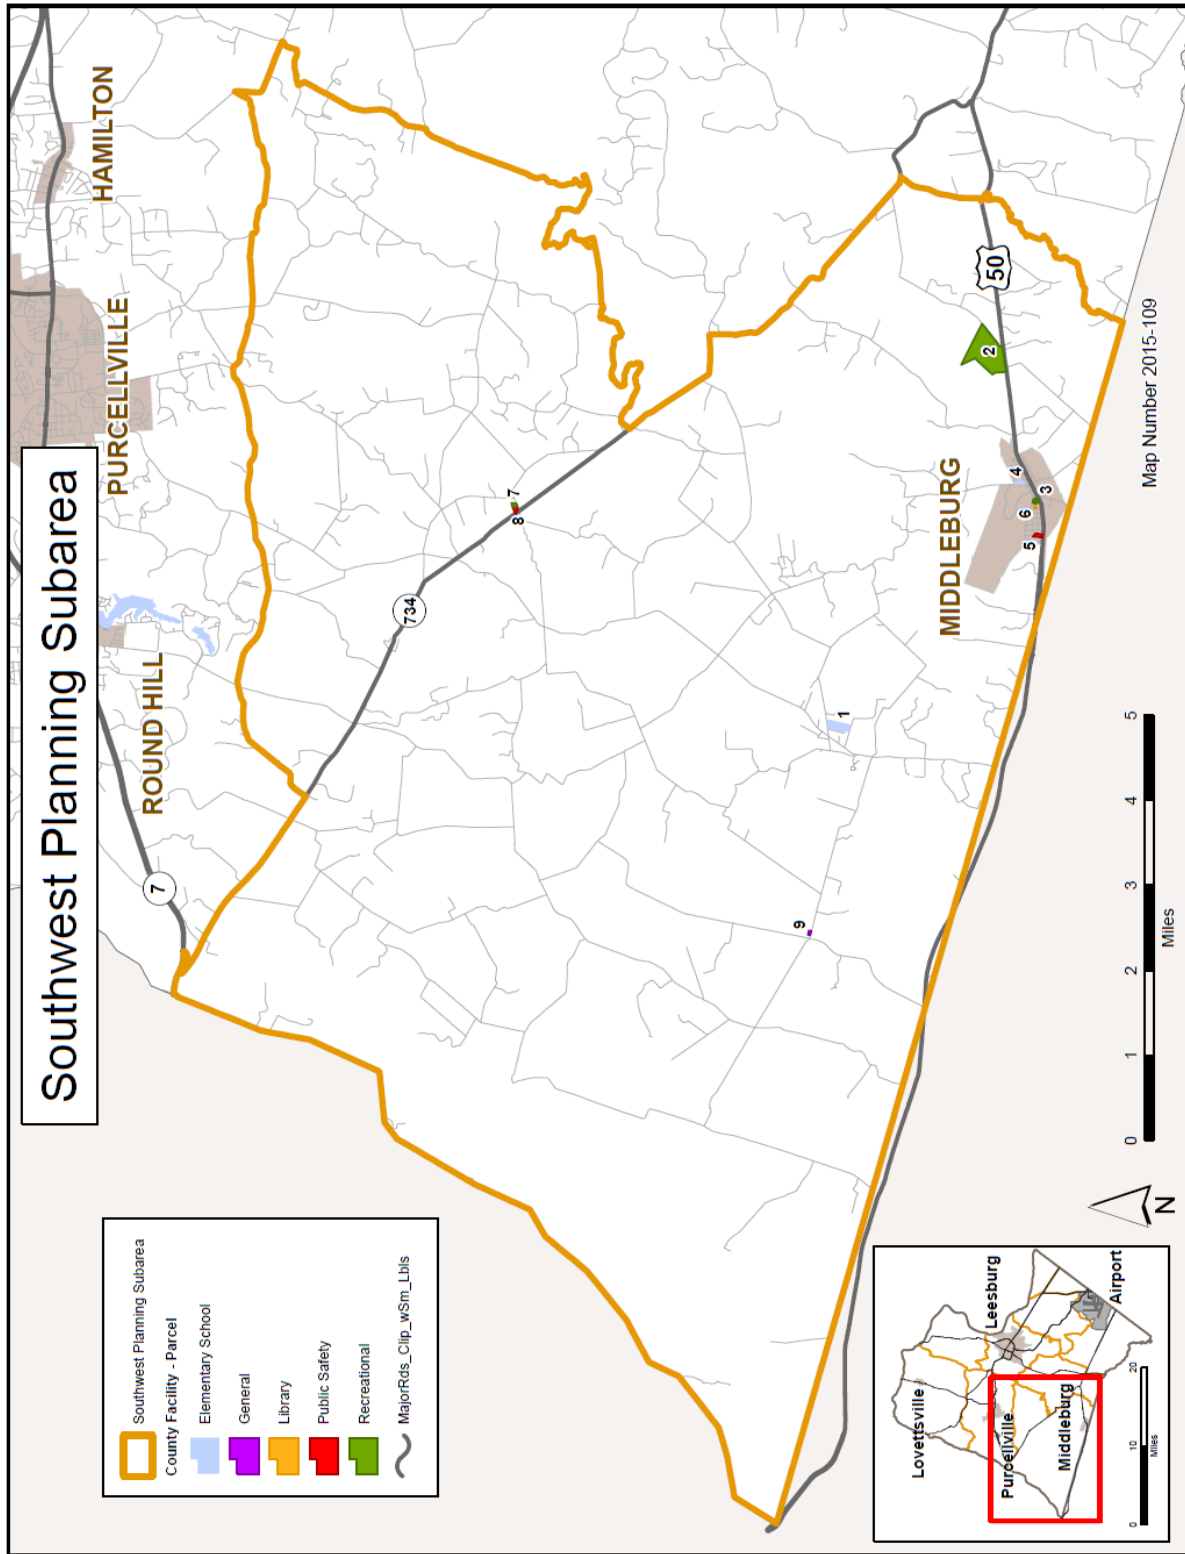 Southwest Planning Subarea
HAMILTON
PURCELLVILLE
ROUND HILL
7
734
7
8
50
2
MIDDLEBURG
4
3
6
5
1
9
Southwest Planning Subarea
County Facility - Parcel
Elementary School
General
Library
Public Safety
Recreational
MajorRds_Clip_wSm_Lbls
Lovettsville
Leesburg
Purcellville
Middleburg
Airport
0 10 20
Miles
N
0 1 2 3 4 5
Miles
Map Number 2015-109